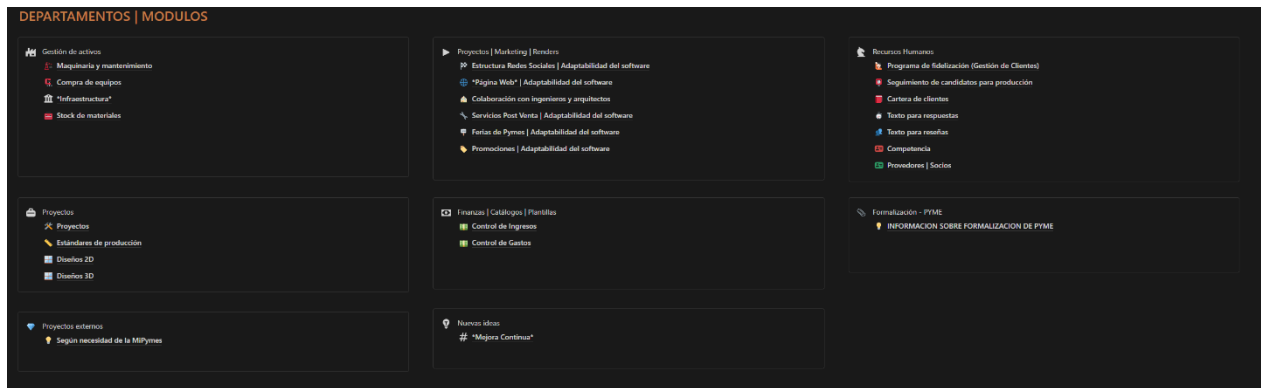 DEPARTAMENTOS | MODULOS
Gestión de activos
Maquinaria y mantenimiento
Compra de equipos
*Infraestructura*
Stock de materiales
Proyectos | Marketing | Renders
Estructura Redes Sociales | Adaptabilidad del software
*Página Web* | Adaptabilidad del software
Colaboración con ingenieros y arquitectos
Servicios Post Venta | Adaptabilidad del software
Ferias de Pymes | Adaptabilidad del software
Promociones | Adaptabilidad del software
Recursos Humanos
Programa de fidelización (Gestión de Clientes)
Seguimiento de candidatos para producción
Cartera de clientes
Texto para respuestas
Texto para reseñas
Competencia
Provedores | Socios
Proyectos
Proyectos
Estándares de producción
Diseños 2D
Diseños 3D
Finanzas | Catálogos | Plantillas
Control de Ingresos
Control de Gastos
Formalización - PYME
INFORMACION SOBRE FORMALIZACION DE PYME
Proyectos externos
Según necesidad de la MiPymes
Nuevas ideas
*Mejora Continua*